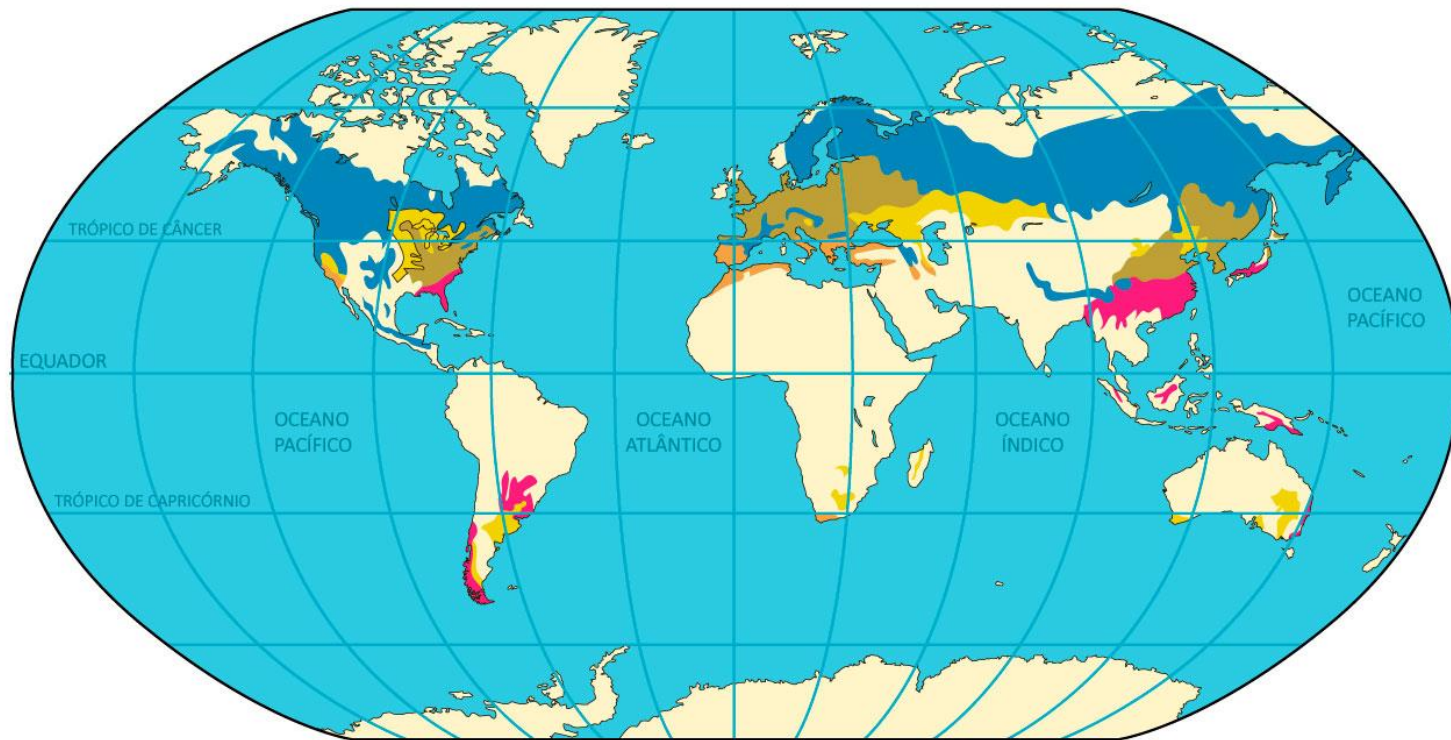 TRÓPICO DE CÂNCER
OCEANO
PACÍFICO
EQUADOR
OCEANO
PACÍFICO
OCEANO
ATLÂNTICO
OCEANO
ÍNDICO
TRÓPICO DE CAPRICÓRNIO